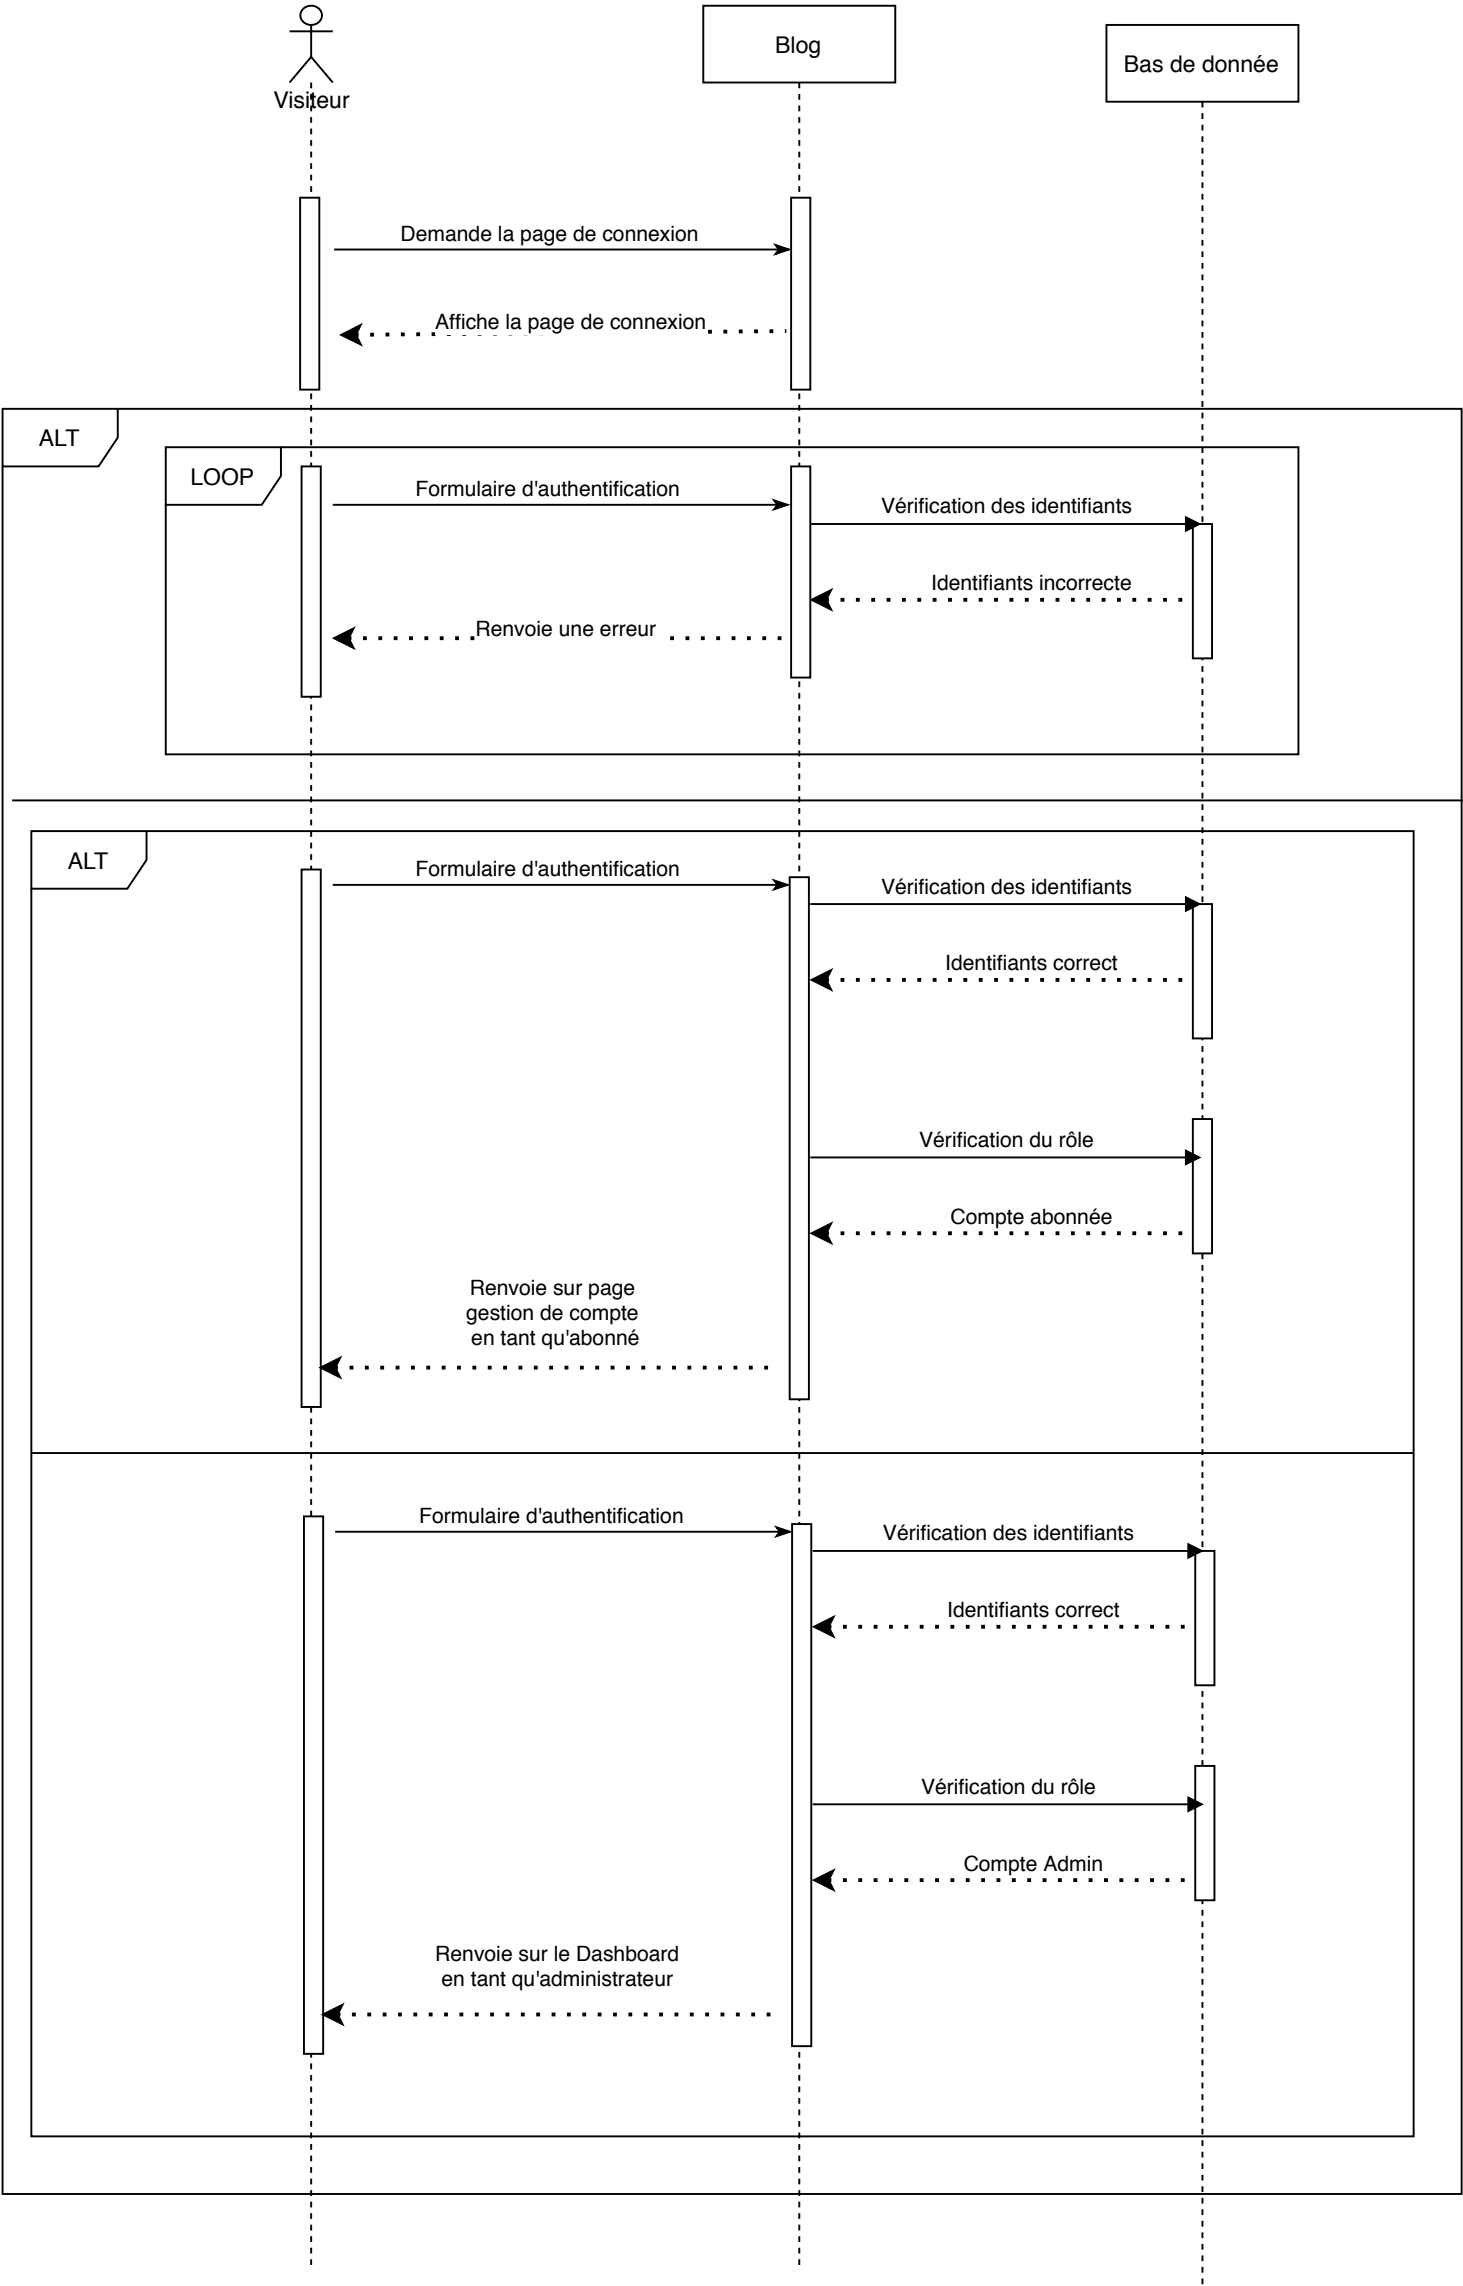 Visiteur
Blog
Bas de donnée
Demande la page de connexion
Affiche la page de connexion
ALT
LOOP
Formulaire d'authentification
Vérification des identifiants
Identifiants incorrecte
Renvoie une erreur
ALT
Formulaire d'authentification
Vérification des identifiants
Identifiants correct
Vérification du rôle
Compte abonnée
Renvoie sur page
gestion de compte
en tant qu'abonné
Formulaire d'authentification
Vérification des identifiants
Identifiants correct
Vérification du rôle
Compte Admin
Renvoie sur le Dashboard
en tant qu'administrateur